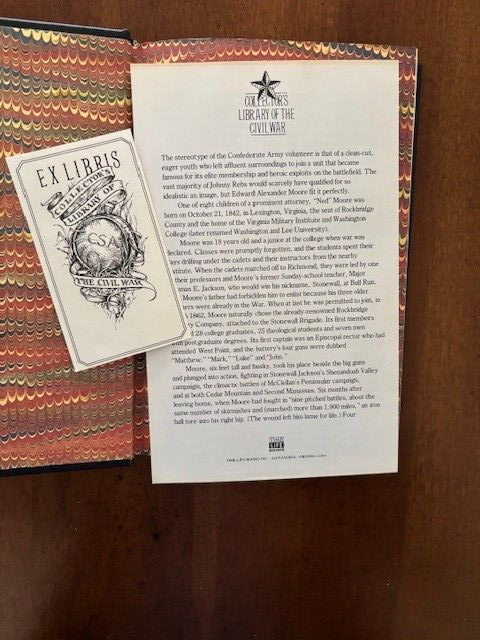 EX LIBRIS
COLLECTOR'S
LIBRARY OF
CSA
THE CIVIL WAR
COLLECTOR'S
LIBRARY OF THE
CIVIL WAR
The stereotype of the Confederate Army volunteer is that of a clean-cut,
eager youth who left affluent surroundings to join a unit that became
famous for its elite membership and heroic exploits on the battlefield. The
vast majority of Johnny Rebs would scarcely have qualified for so
idealistic an image, but Edward Alexander Moore fit it perfectly.
One of eight children of a prominent attorney, "Ned" Moore was
born on October 21, 1842, in Lexington, Virginia, the seat of Rockbridge
County and the home of the Virginia Military Institute and Washington
College (later renamed Washington and Lee University).
Moore was 18 years old and a junior at the college when war was
declared. Classes were promptly forgotten, and the students spent their
ys drilling under the cadets and their instructors from the nearby
stitute. When the cadets marched off to Richmond, they were led by one
their professors and Moore's former Sunday-school teacher, Major
mas E. Jackson, who would win his nickname, Stonewall, at Bull Run.
Moore's father had forbidden him to enlist because his three older
ers were already in the War. When at last he was permitted to join, in
1862, Moore naturally chose the already-renowned Rockbridge
ry Company, attached to the Stonewall Brigade. Its first members
28 college graduates, 25 theological students and seven men
with postgraduate degrees. Its first captain was an Episcopal rector who had
attended West Point, and the battery's four guns were dubbed
"Matthew," "Mark," "Luke" and "John."
Moore, six feet tall and husky, took his place beside the big guns
and plunged into action, fighting in Stonewall Jackson's Shenandoah Valley
campaign, the climactic battles of McClellan's Peninsular campaign,
and at both Cedar Mountain and Second Manassas. Six months after
leaving home, when Moore had fought in "nine pitched battles, about the
same number of skirmishes and (marched) more than 1,000 miles," an iron
ball tore into his right hip. (The wound left him lame for life.) Four
TIME
LIFE
BOOKS
TIME-LIFE BOOKS INC., ALEXANDRIA, VIRGINIA